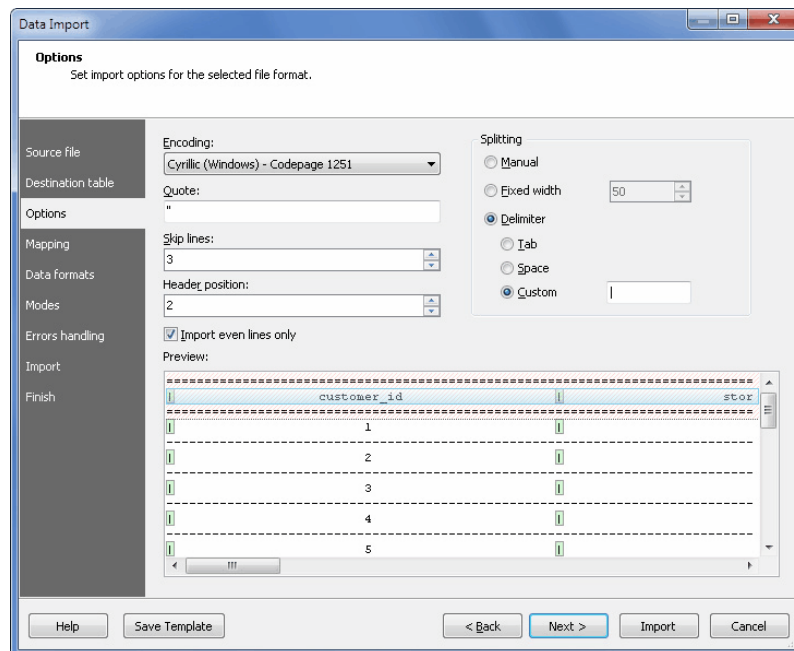 Data Import
Options
Set import options for the selected file format.
Source file
Destination table
Options
Mapping
Data formats
Modes
Errors handling
Import
Finish
Encoding:
Cyrillic (Windows) - Codepage 1251
Quote:
"
Skip lines:
3
Header position:
2
Import even lines only
Splitting
Manual
Fixed width 50
Delimiter
Tab
Space
Custom |
Preview:
==============================================================================
| customer_id | stor
==============================================================================
| 1 |
------------------------------------------------------------------------------
| 2 |
------------------------------------------------------------------------------
| 3 |
------------------------------------------------------------------------------
| 4 |
------------------------------------------------------------------------------
| 5 |
Help Save Template < Back Next > Import Cancel